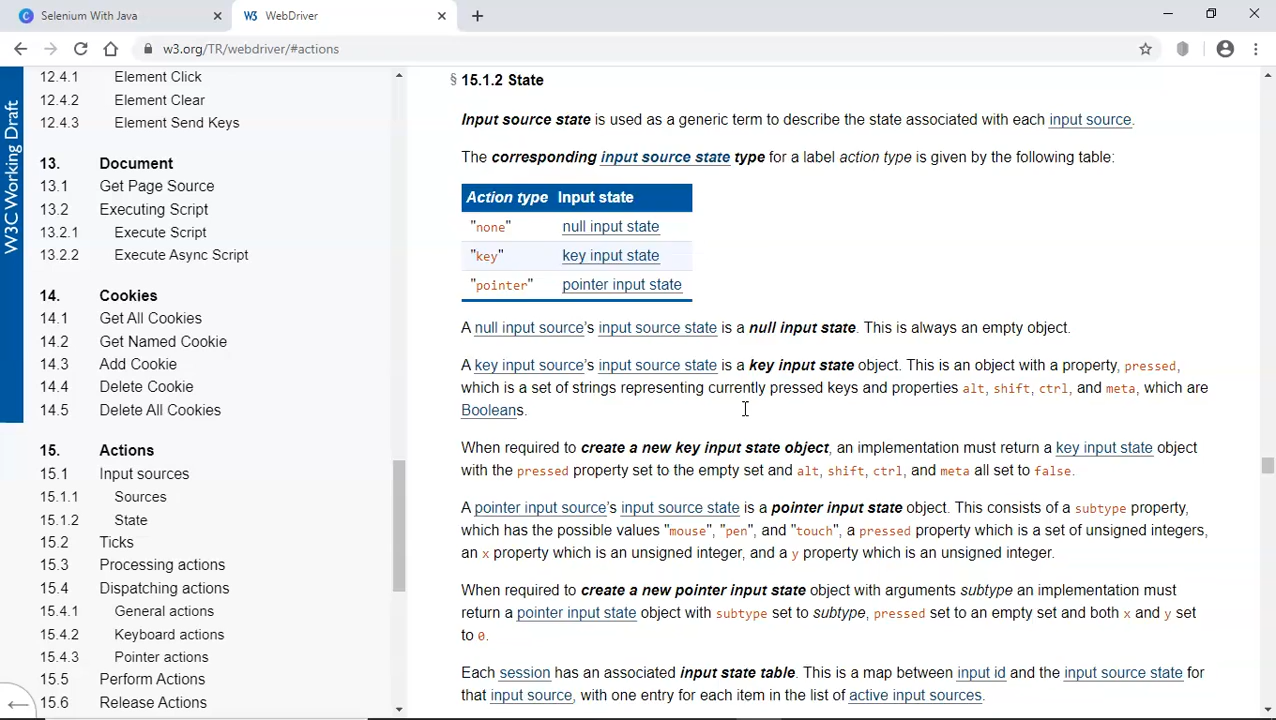 Selenium With Java
WebDriver
w3.org/TR/webdriver/#actions
W3C Working Draft
12.4.1 Element Click
12.4.2 Element Clear
12.4.3 Element Send Keys
13. Document
13.1 Get Page Source
13.2 Executing Script
13.2.1 Execute Script
13.2.2 Execute Async Script
14. Cookies
14.1 Get All Cookies
14.2 Get Named Cookie
14.3 Add Cookie
14.4 Delete Cookie
14.5 Delete All Cookies
15. Actions
15.1 Input sources
15.1.1 Sources
15.1.2 State
15.2 Ticks
15.3 Processing actions
15.4 Dispatching actions
15.4.1 General actions
15.4.2 Keyboard actions
15.4.3 Pointer actions
15.5 Perform Actions
15.6 Release Actions
§ 15.1.2 State
Input source state is used as a generic term to describe the state associated with each input source.
The corresponding input source state type for a label action type is given by the following table:
Action type Input state
"none" null input state
"key" key input state
"pointer" pointer input state
A null input source's input source state is a null input state. This is always an empty object.
A key input source's input source state is a key input state object. This is an object with a property, pressed,
which is a set of strings representing currently pressed keys and properties alt, shift, ctrl, and meta, which are
Booleans.
When required to create a new key input state object, an implementation must return a key input state object
with the pressed property set to the empty set and alt, shift, ctrl, and meta all set to false.
A pointer input source's input source state is a pointer input state object. This consists of a subtype property,
which has the possible values "mouse", "pen", and "touch", a pressed property which is a set of unsigned integers,
an x property which is an unsigned integer, and a y property which is an unsigned integer.
When required to create a new pointer input state object with arguments subtype an implementation must
return a pointer input state object with subtype set to subtype, pressed set to an empty set and both x and y set
to 0.
Each session has an associated input state table. This is a map between input id and the input source state for
that input source, with one entry for each item in the list of active input sources.